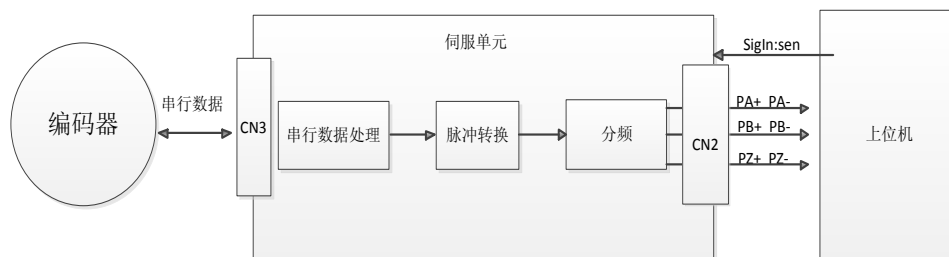 伺服单元
SigIn:sen
编码器
串行数据
CN3
串行数据处理
脉冲转换
分频
CN2
PA+ PA-
PB+ PB-
PZ+ PZ-
上位机